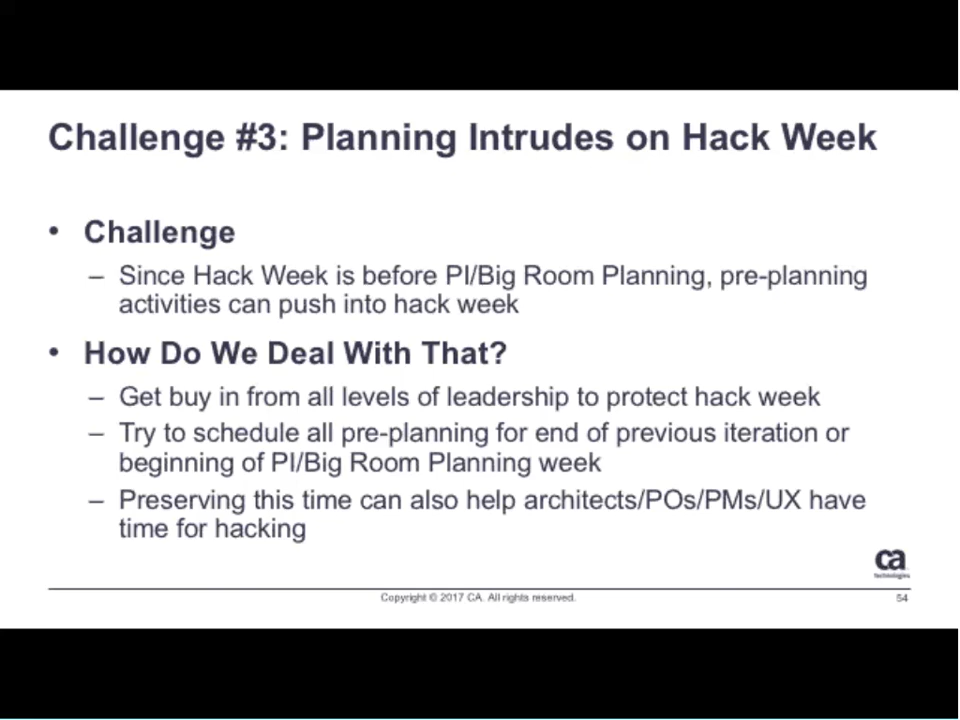 Challenge #3: Planning Intrudes on Hack Week
• Challenge
– Since Hack Week is before PI/Big Room Planning, pre-planning
activities can push into hack week
• How Do We Deal With That?
– Get buy in from all levels of leadership to protect hack week
– Try to schedule all pre-planning for end of previous iteration or
beginning of PI/Big Room Planning week
– Preserving this time can also help architects/POs/PMs/UX have
time for hacking
ca
technologies
Copyright © 2017 CA. All rights reserved.
54